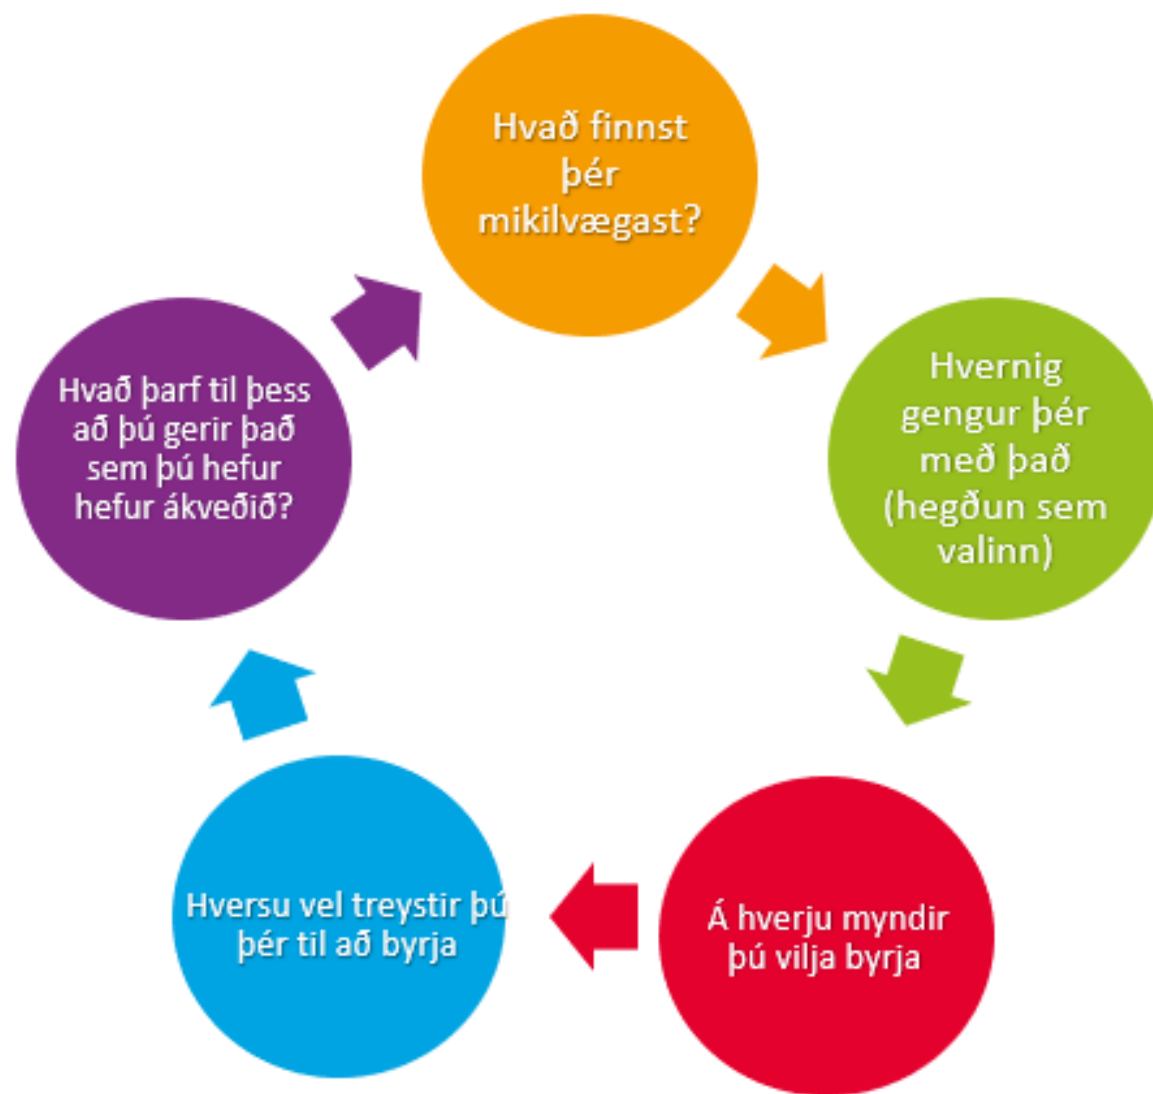 Hvað finnst
þér
mikilvægast?
Hvernig
gengur þér
með það
(hegðun sem
valinn)
Á hverju myndir
þú vilja byrja
Hversu vel treystir þú
þér til að byrja
Hvað þarf til þess
að þú gerir það
sem þú hefur
hefur ákveðið?